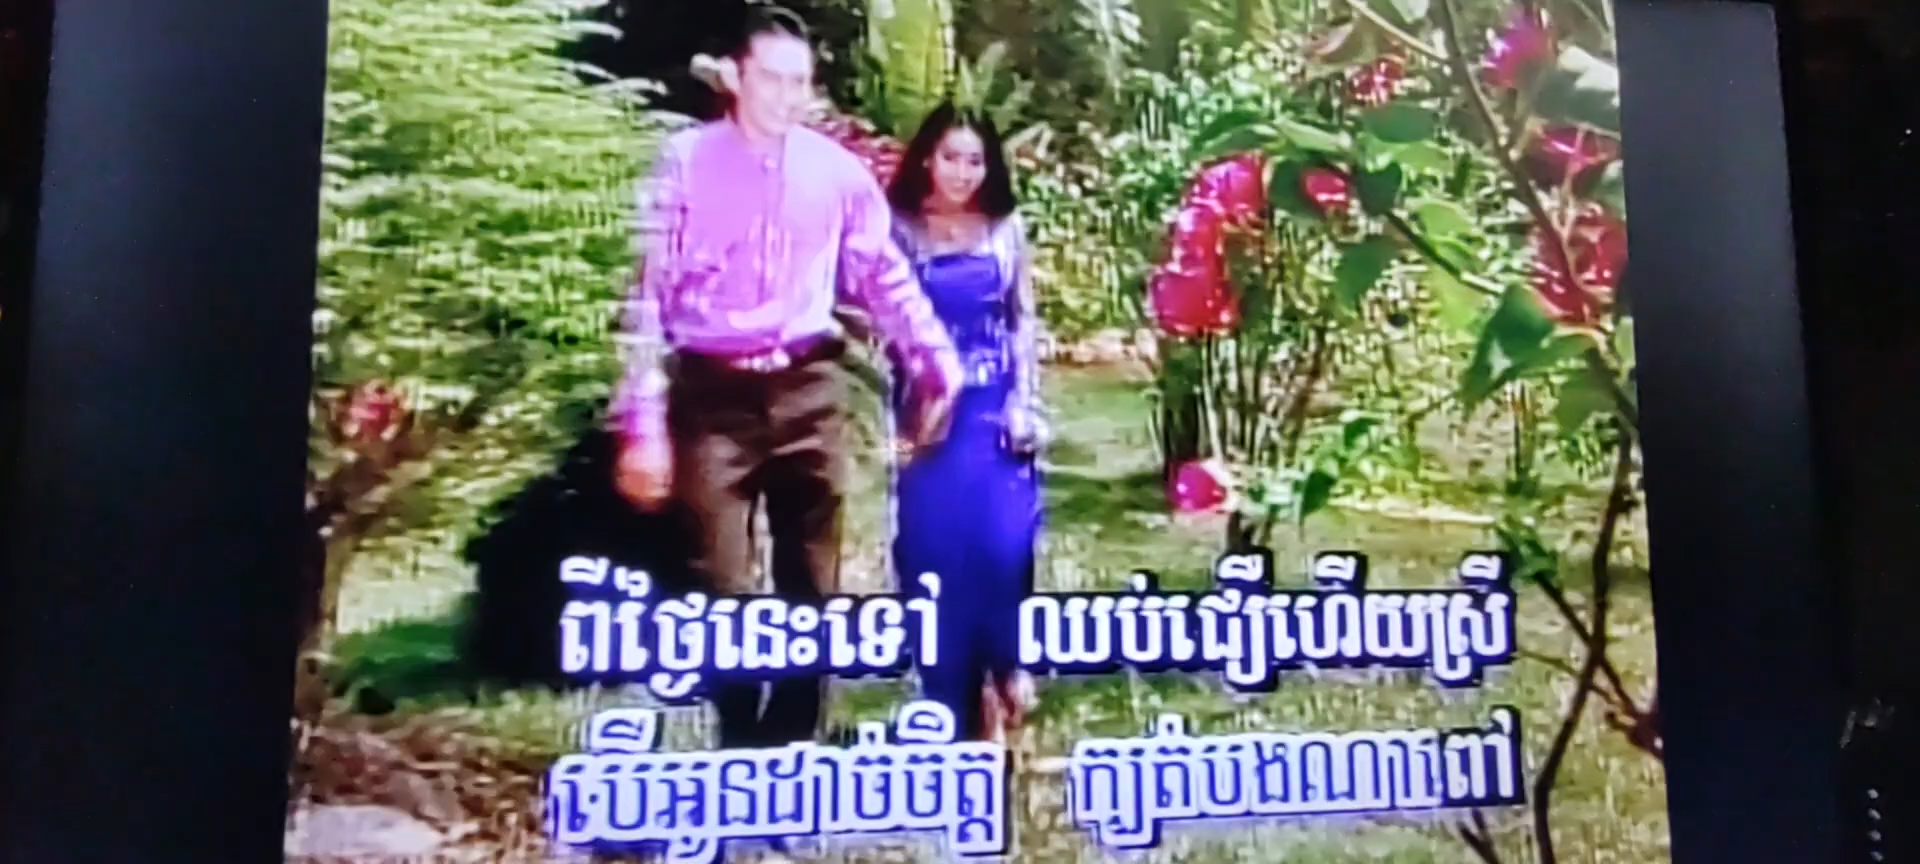 ពីថ្ងៃនេះទៅ ឈប់ជឿហើយស្រី
បើអូនដាច់ចិត្ត ក្បត់បងណាពៅ